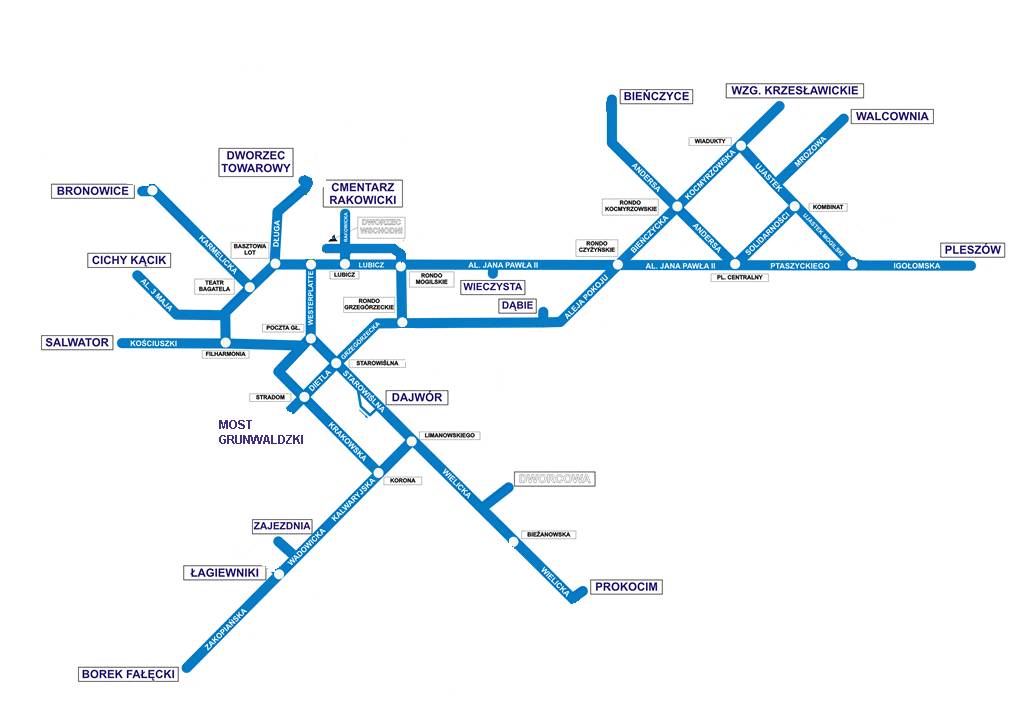 BIEŃCZYCE
WZG. KRZESŁAWICKIE
WALCOWNIA
WIADUKTY
DWORZEC
TOWAROWY
BRONOWICE
CMENTARZ
RAKOWICKI
ANDERSA
KOCMYRZOWSKA
UJASTEK
MROZOWA
RONDO
KOCMYRZOWSKIE
KOMBINAT
DWORZEC
WSCHODNI
RAKOWICKA
DŁUGA
KARMELICKA
BASZTOWA
LOT
RONDO
CZYŻYŃSKIE
BIEŃCZYCKA
ANDERSA
SOLIDARNOŚCI
UJASTEK MOGILSKI
PLESZÓW
CICHY KĄCIK
LUBICZ
LUBICZ
AL. JANA PAWŁA II
AL. JANA PAWŁA II
PTASZYCKIEGO
IGOŁOMSKA
PL. CENTRALNY
RONDO
MOGILSKIE
WIECZYSTA
TEATR
BAGATELA
AL. 3 MAJA
WESTERPLATTE
RONDO
GRZEGÓRZECKIE
DĄBIE
ALEJA POKOJU
POCZTA GŁ.
GRZEGÓRZECKA
SALWATOR
KOŚCIUSZKI
FILHARMONIA
STAROWIŚLNA
DIETLA
STAROWIŚLNA
STRADOM
DAJWÓR
MOST
GRUNWALDZKI
KRAKOWSKA
LIMANOWSKIEGO
KORONA
WIELICKA
DWORCOWA
KALWARYJSKA
ZAJEZDNIA
WADOWICKA
BIEŻANOWSKA
ŁAGIEWNIKI
WIELICKA
PROKOCIM
ZAKOPIAŃSKA
BOREK FAŁĘCKI